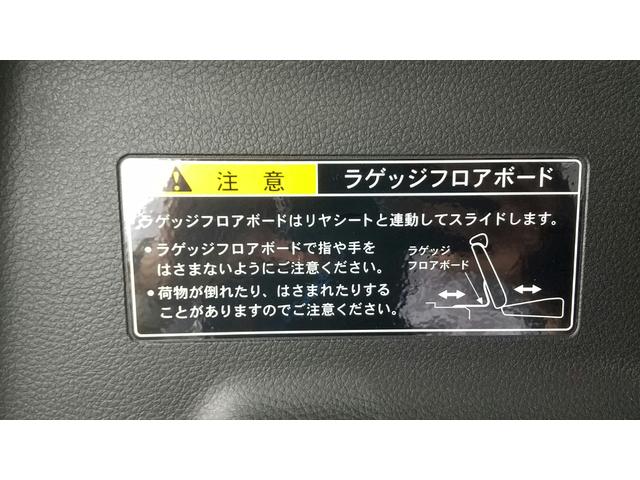 注意 ラゲッジフロアボード
ラゲッジフロアボードはリヤシートと連動してスライドします。
●ラゲッジフロアボードで指や手を
はさまないようにご注意ください。
●荷物が倒れたり、はさまれたりする
ことがありますのでご注意ください。
ラゲッジ
フロアボード